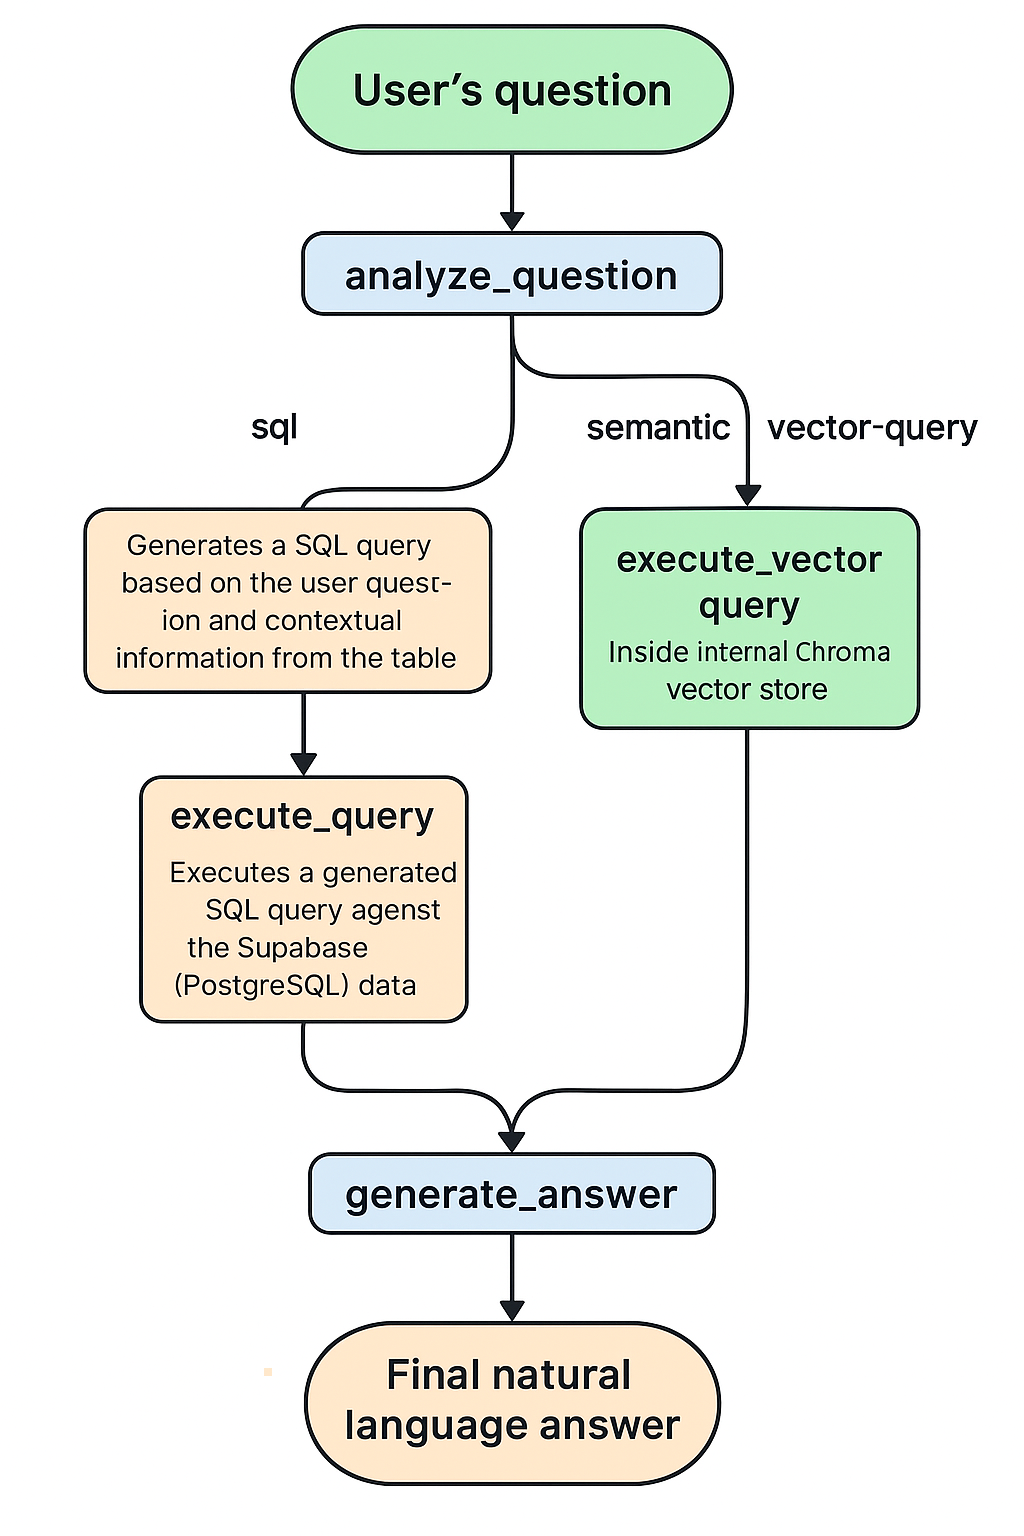 User’s question
analyze_question
sql
semantic
vector-query
Generates a SQL query
based on the user quest-
ion and contextual
information from the table
execute_vector
query
Inside internal Chroma
vector store
execute_query
Executes a generated
SQL query agenst
the Supabase
(PostgreSQL) data
generate_answer
Final natural
language answer